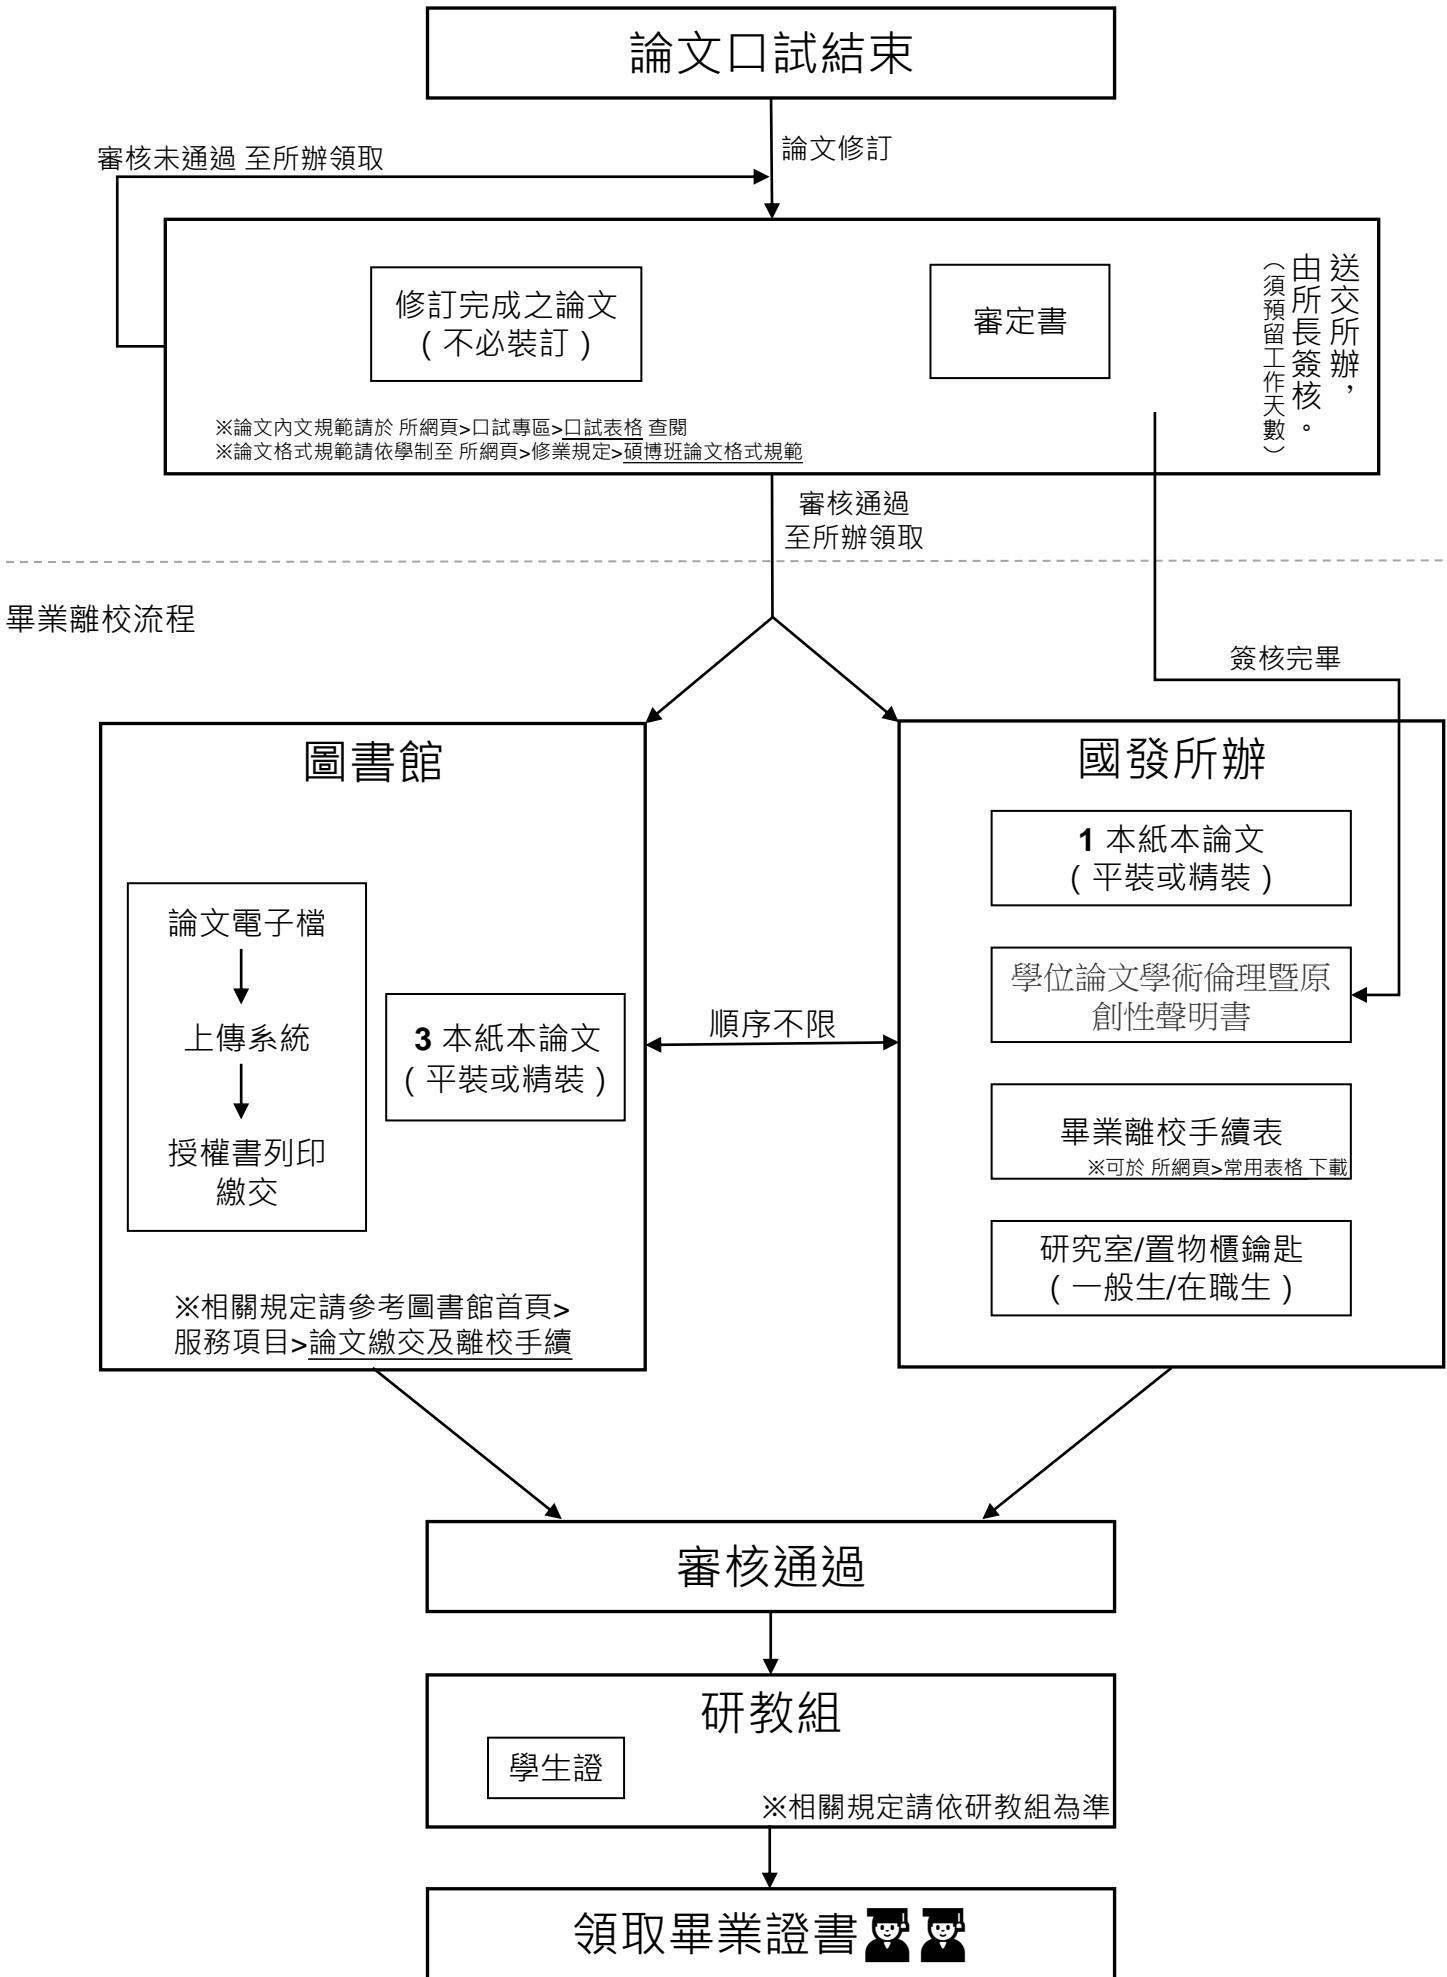 論文口試結束
論文修訂
審核未通過 至所辦領取
修訂完成之論文
(不必裝訂)
審定書
送交所辦，
由所長簽核。
(須預留工作天數)
※論文內文規範請於 所網頁>口試專區>口試表格 查閱
※論文格式規範請依學制至 所網頁>修業規定>碩博班論文格式規範
審核通過
至所辦領取
畢業離校流程
簽核完畢
圖書館
論文電子檔
上傳系統
授權書列印
繳交
3 本紙本論文
(平裝或精裝)
※相關規定請參考圖書館首頁>
服務項目>論文繳交及離校手續
順序不限
國發所辦
1 本紙本論文
(平裝或精裝)
學位論文學術倫理暨原
創性聲明書
畢業離校手續表
※可於 所網頁>常用表格 下載
研究室/置物櫃鑰匙
(一般生/在職生)
審核通過
研教組
學生證
※相關規定請依研教組為準
領取畢業證書